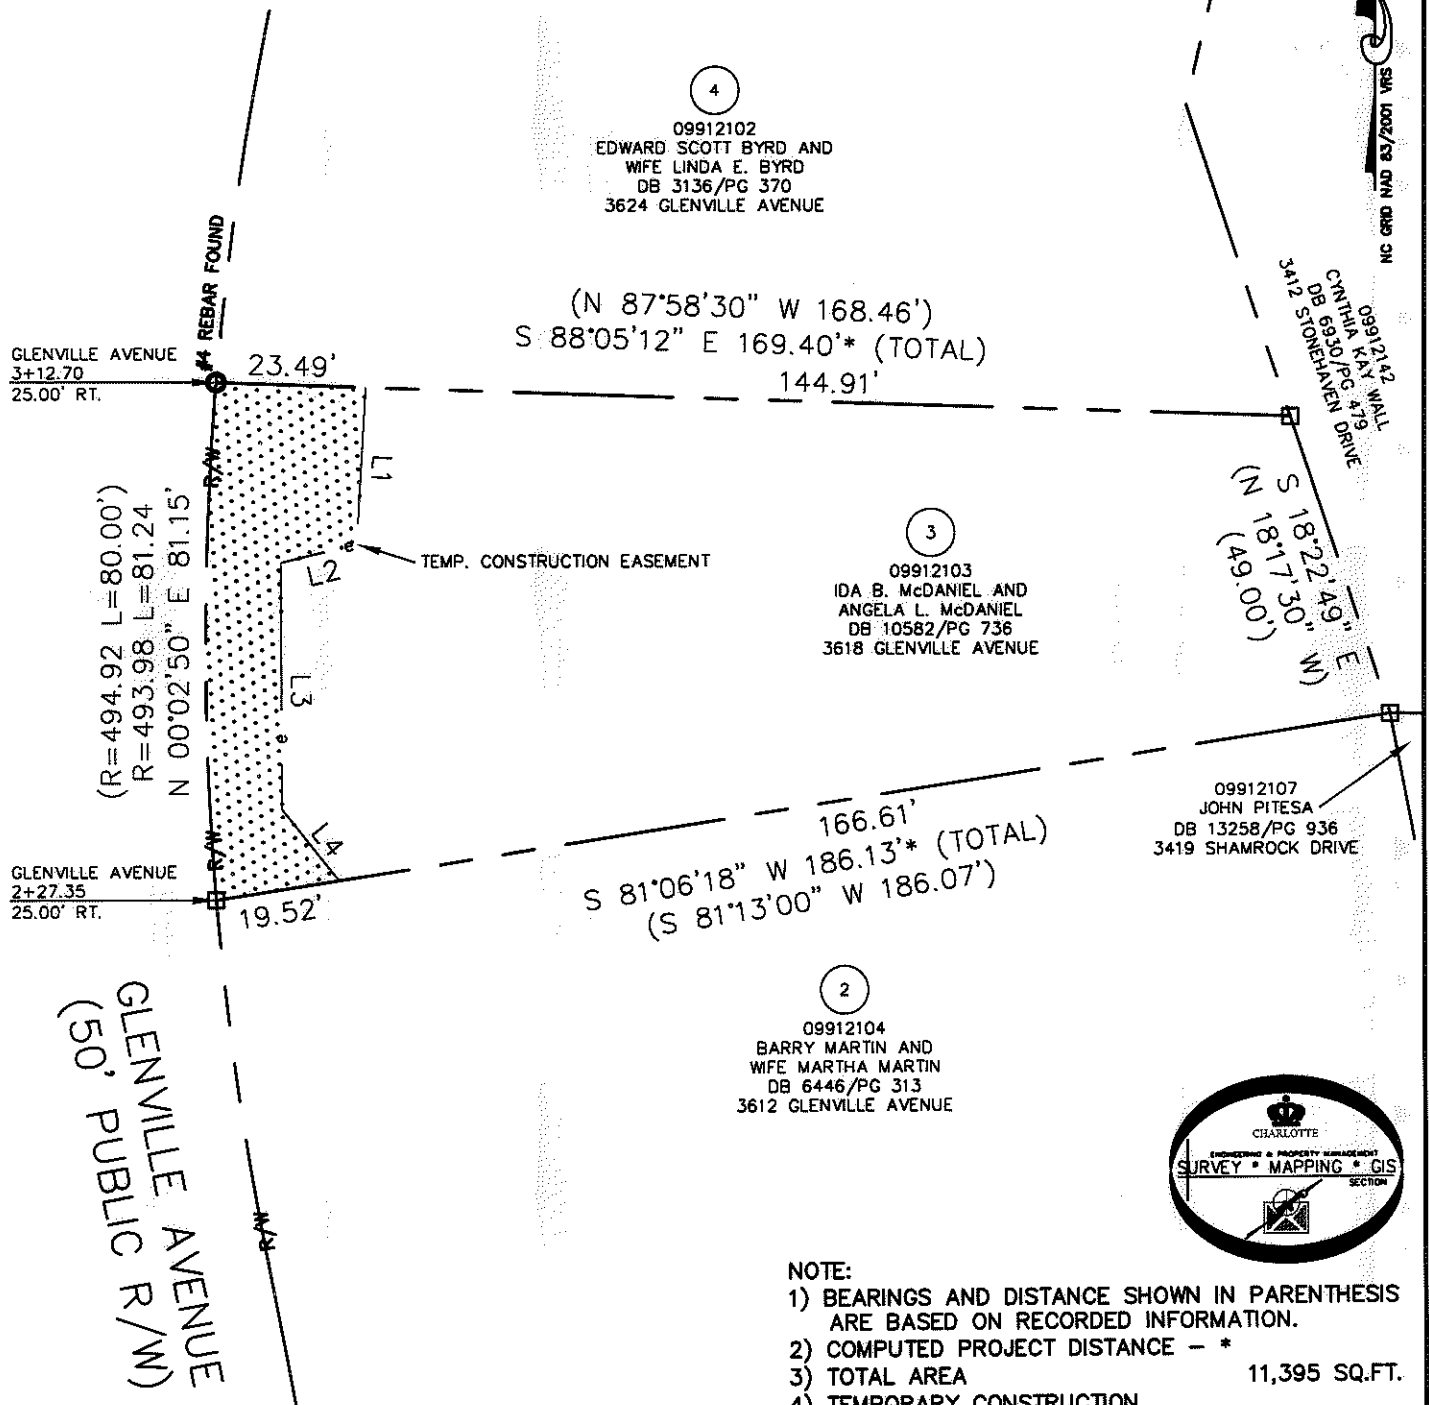 4
09912102
EDWARD SCOTT BYRD AND
WIFE LINDA E. BYRD
DB 3136/PG 370
3624 GLENVILLE AVENUE
NC GRID NAD 83/2001 VRS
#4 REBAR FOUND
(N 87°58'30" W 168.46')
S 88°05'12" E 169.40'* (TOTAL)
144.91'
23.49'
GLENVILLE AVENUE
3+12.70
25.00' RT.
09912142
CYNTHIA KAY WALL
DB 6930/PG 479
3412 STONEHAVEN DRIVE
S 18°22'49" E
(N 18°17'30" W)
(49.00')
R/W
(R=494.92 L=80.00')
R=493.98 L=81.24
N 00°02'50" E 81.15'
L1
e
TEMP. CONSTRUCTION EASEMENT
L2
L3
e
L4
R/W
3
09912103
IDA B. McDANIEL AND
ANGELA L. McDANIEL
DB 10582/PG 736
3618 GLENVILLE AVENUE
09912107
JOHN PITESA
DB 13258/PG 936
3419 SHAMROCK DRIVE
GLENVILLE AVENUE
2+27.35
25.00' RT.
19.52'
166.61'
S 81°06'18" W 186.13'* (TOTAL)
(S 81°13'00" W 186.07')
2
09912104
BARRY MARTIN AND
WIFE MARTHA MARTIN
DB 6446/PG 313
3612 GLENVILLE AVENUE
GLENVILLE AVENUE
(50' PUBLIC R/W)
R/W
CHARLOTTE
ENGINEERING & PROPERTY MANAGEMENT
SURVEY * MAPPING * GIS
SECTION
NOTE:
1) BEARINGS AND DISTANCE SHOWN IN PARENTHESIS
ARE BASED ON RECORDED INFORMATION.
2) COMPUTED PROJECT DISTANCE - *
3) TOTAL AREA 11,395 SQ.FT.
4) TEMPORARY CONSTRUCTION